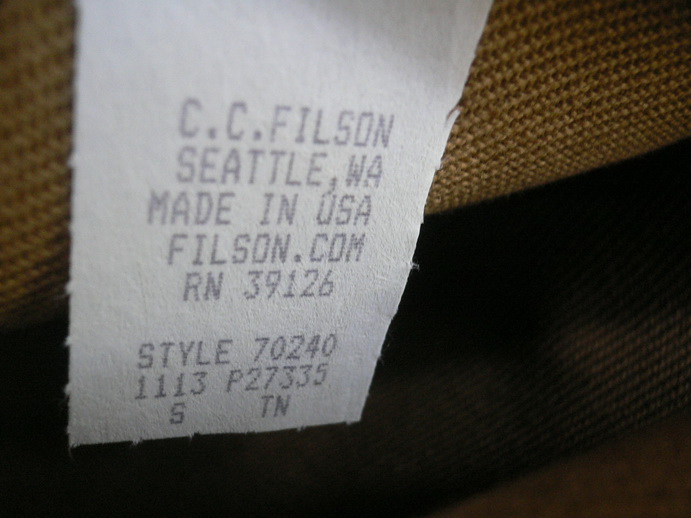 C.C.FILSON
SEATTLE,WA
MADE IN USA
FILSON.COM
RN 39126
STYLE 70240
1113 P27335
S TN